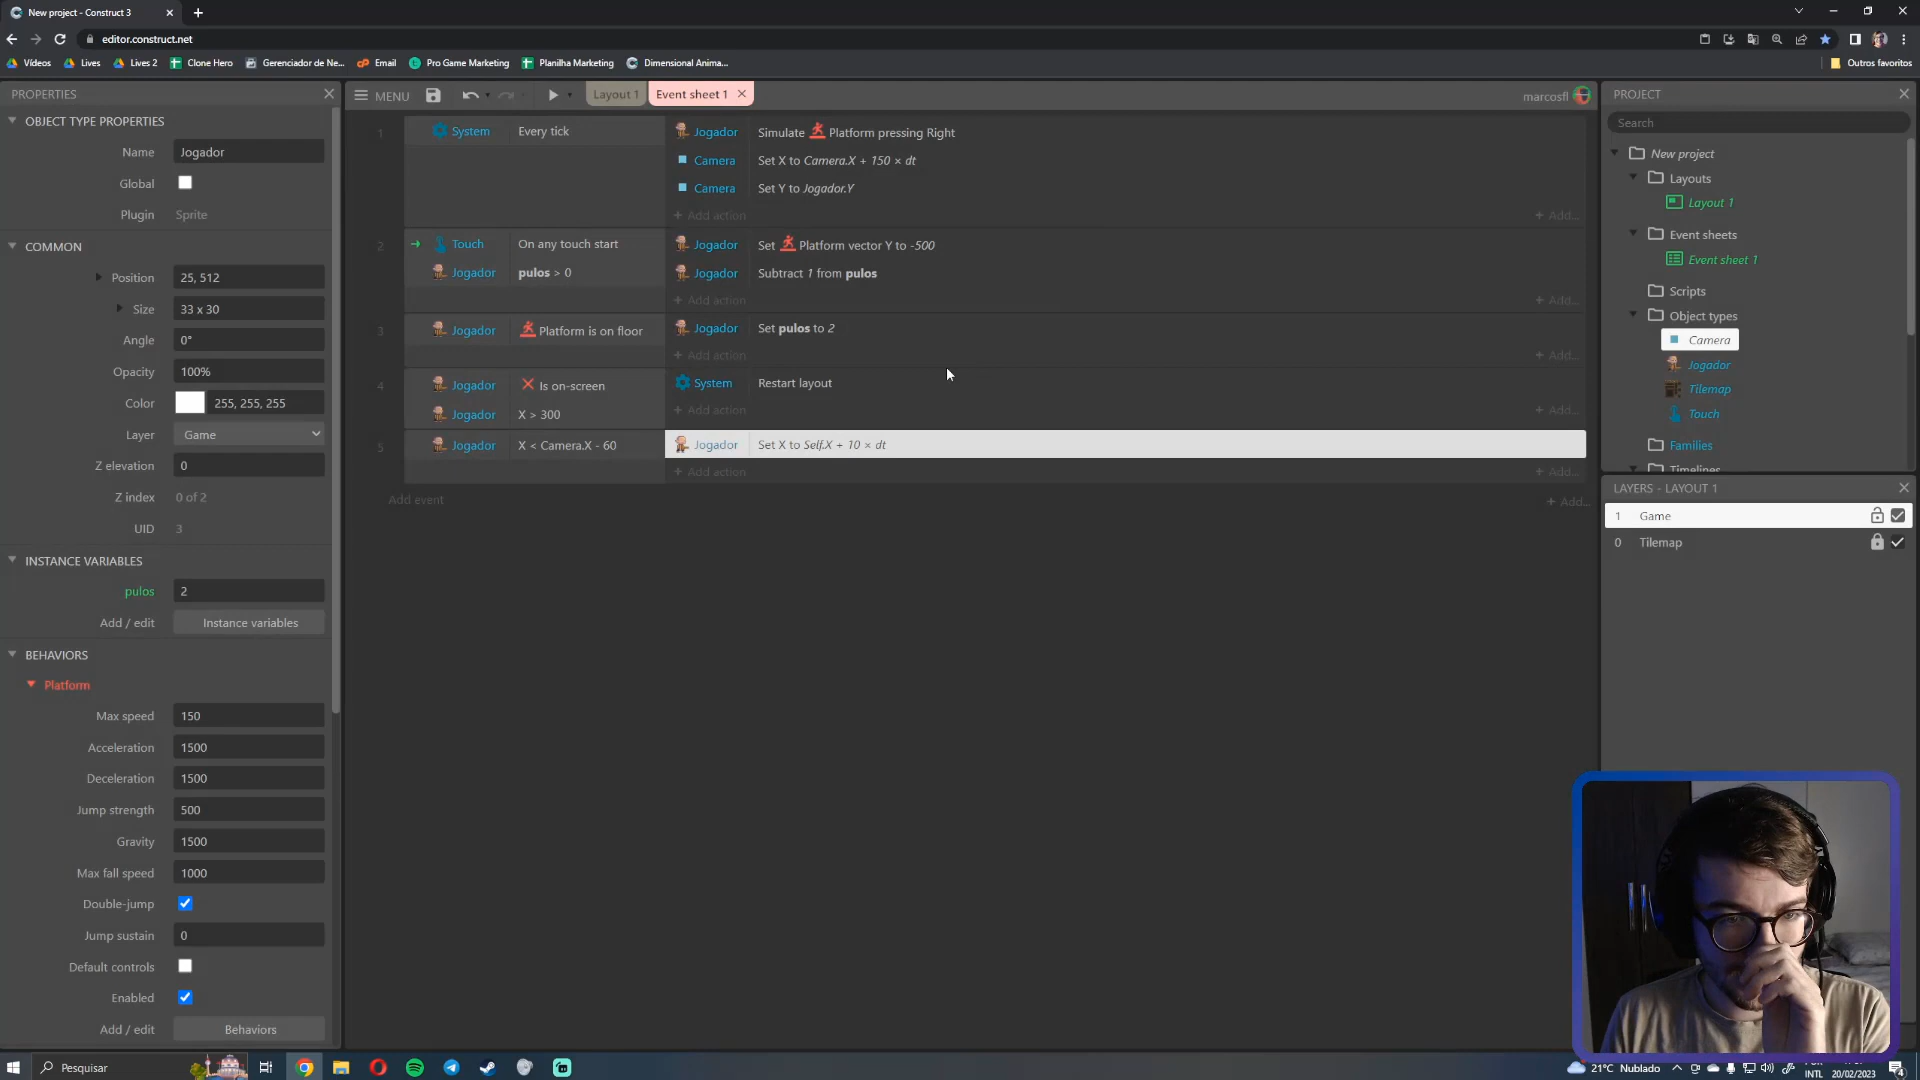 New project - Construct 3
editor.construct.net
Vídeos
Lives
Lives 2
Clone Hero
Gerenciador de Ne...
Email
Pro Game Marketing
Planilha Marketing
Dimensional Anima...
Outros favoritos
PROPERTIES
MENU
Layout 1
Event sheet 1
marcosfl
PROJECT
OBJECT TYPE PROPERTIES
Name Jogador
Global
Plugin Sprite
COMMON
Position 25, 512
Size 33 x 30
Angle 0°
Opacity 100%
Color 255, 255, 255
Layer Game
Z elevation 0
Z index 0 of 2
UID 3
INSTANCE VARIABLES
pulos 2
Add / edit Instance variables
BEHAVIORS
Platform
Max speed 150
Acceleration 1500
Deceleration 1500
Jump strength 500
Gravity 1500
Max fall speed 1000
Double-jump
Jump sustain 0
Default controls
Enabled
Add / edit Behaviors
1 System Every tick Jogador Simulate Platform pressing Right
Camera Set X to Camera.X + 150 × dt
Camera Set Y to Jogador.Y
+ Add action + Add...
2 Touch On any touch start Jogador Set Platform vector Y to -500
Jogador pulos > 0 Jogador Subtract 1 from pulos
+ Add action + Add...
3 Jogador Platform is on floor Jogador Set pulos to 2
+ Add action + Add...
4 Jogador Is on-screen System Restart layout
Jogador X > 300 + Add action + Add...
5 Jogador X < Camera.X - 60 Jogador Set X to Self.X + 10 × dt
+ Add action + Add...
Add event + Add...
Search
New project
Layouts
Layout 1
Event sheets
Event sheet 1
Scripts
Object types
Camera
Jogador
Tilemap
Touch
Families
Timelines
LAYERS - LAYOUT 1
1 Game
0 Tilemap
Pesquisar
21°C Nublado
INTL 20/02/2023
4